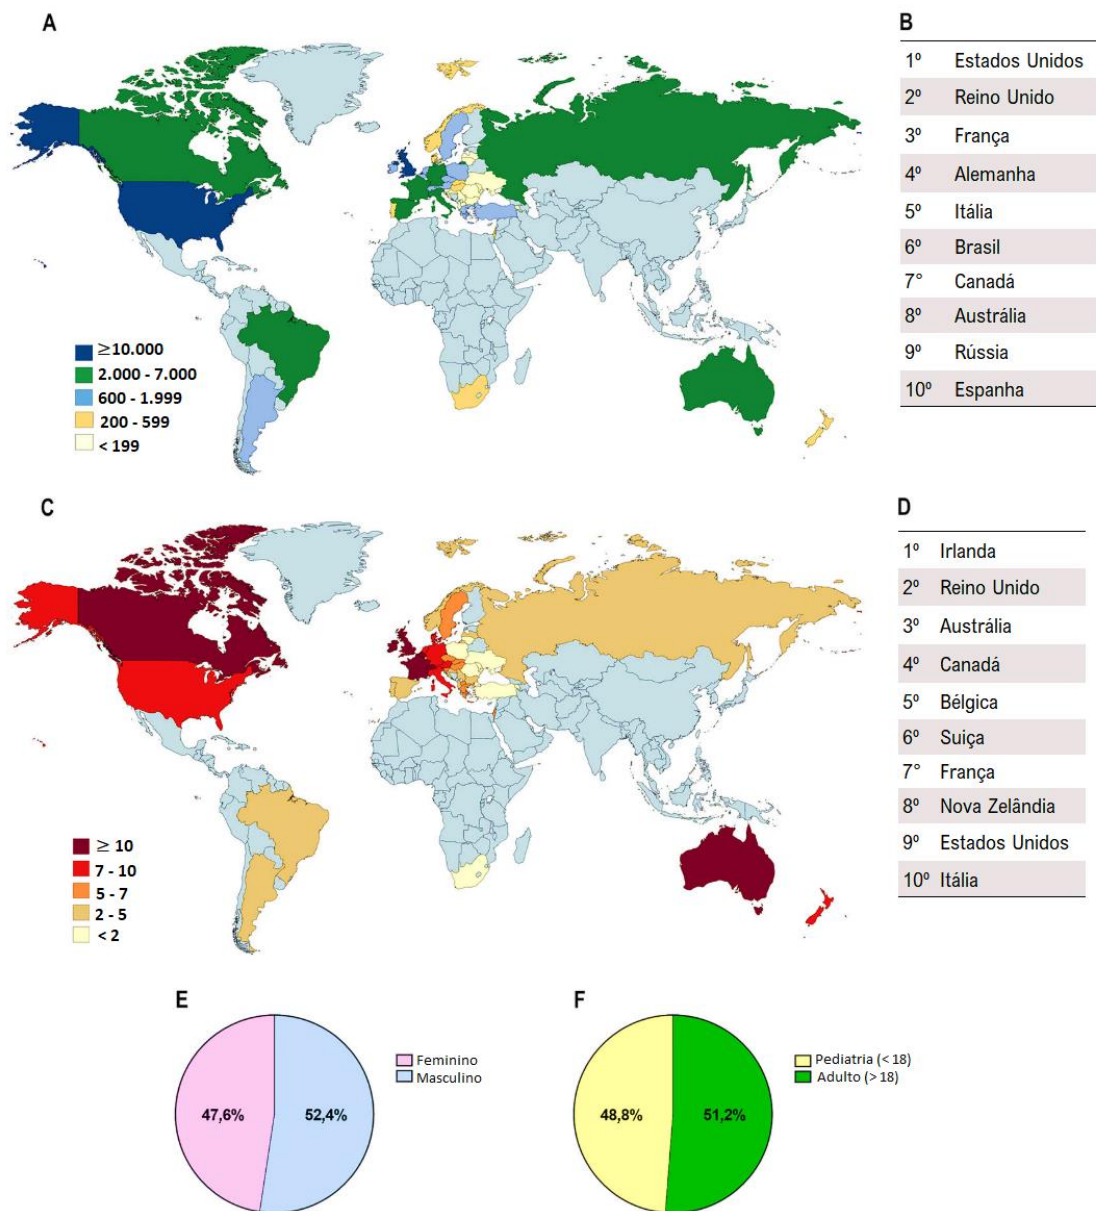 A
≥10.000
2.000 - 7.000
600 - 1.999
200 - 599
< 199
B
1º Estados Unidos
2º Reino Unido
3º França
4º Alemanha
5º Itália
6º Brasil
7° Canadá
8º Austrália
9º Rússia
10º Espanha
C
≥ 10
7 - 10
5 - 7
2 - 5
< 2
D
1º Irlanda
2º Reino Unido
3º Austrália
4º Canadá
5º Bélgica
6º Suiça
7° França
8º Nova Zelândia
9º Estados Unidos
10º Itália
E
47,6%
52,4%
Feminino
Masculino
F
48,8%
51,2%
Pediatria (< 18)
Adulto (> 18)